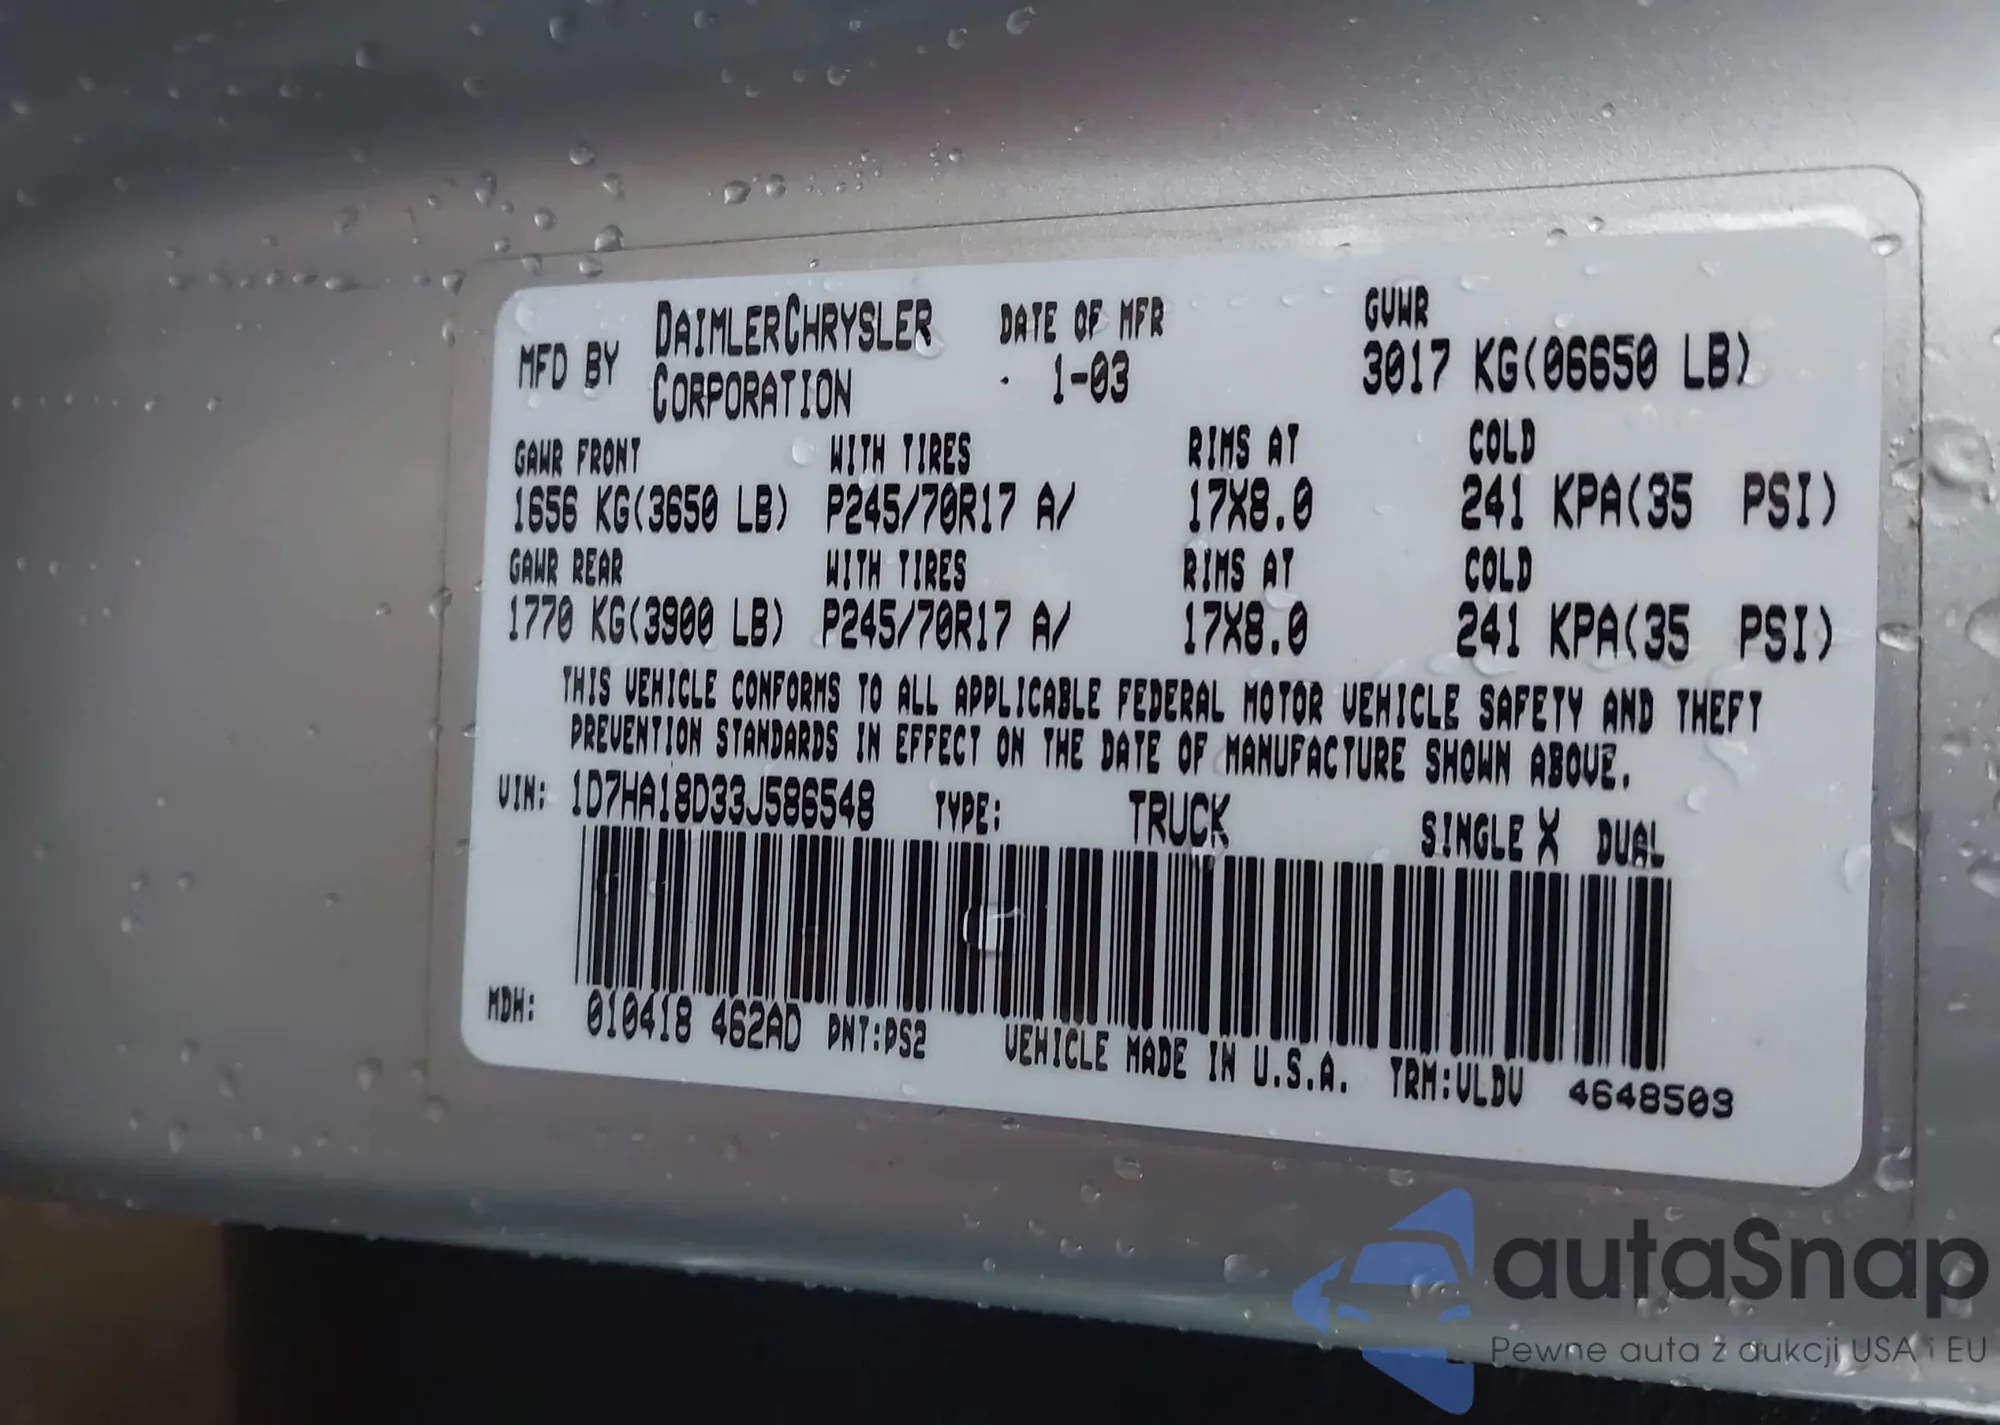 MFD BY DAIMLERCHRYSLER CORPORATION DATE OF MFR 1-03 GVWR 3017 KG(06650 LB)
GAWR FRONT WITH TIRES RIMS AT COLD
1656 KG(3650 LB) P245/70R17 A/ 17X8.0 241 KPA(35 PSI)
GAWR REAR WITH TIRES RIMS AT COLD
1770 KG(3900 LB) P245/70R17 A/ 17X8.0 241 KPA(35 PSI)
THIS VEHICLE CONFORMS TO ALL APPLICABLE FEDERAL MOTOR VEHICLE SAFETY AND THEFT
PREVENTION STANDARDS IN EFFECT ON THE DATE OF MANUFACTURE SHOWN ABOVE.
VIN: 1D7HA18D33J586548 TYPE: TRUCK SINGLE X DUAL
MDH: 010418 462AD PNT:PS2 VEHICLE MADE IN U.S.A. TRM:VLDV 4648503
autaSnap
Pewne auta z aukcji USA i EU